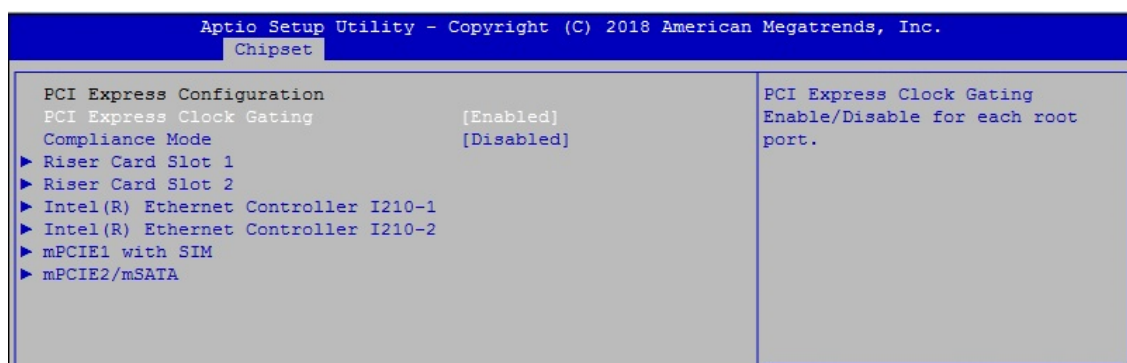 Aptio Setup Utility – Copyright (C) 2018 American Megatrends, Inc.
Chipset
PCI Express Configuration
PCI Express Clock Gating [Enabled]
Compliance Mode [Disabled]
► Riser Card Slot 1
► Riser Card Slot 2
► Intel(R) Ethernet Controller I210-1
► Intel(R) Ethernet Controller I210-2
► mPCIE1 with SIM
► mPCIE2/mSATA
PCI Express Clock Gating
Enable/Disable for each root
port.